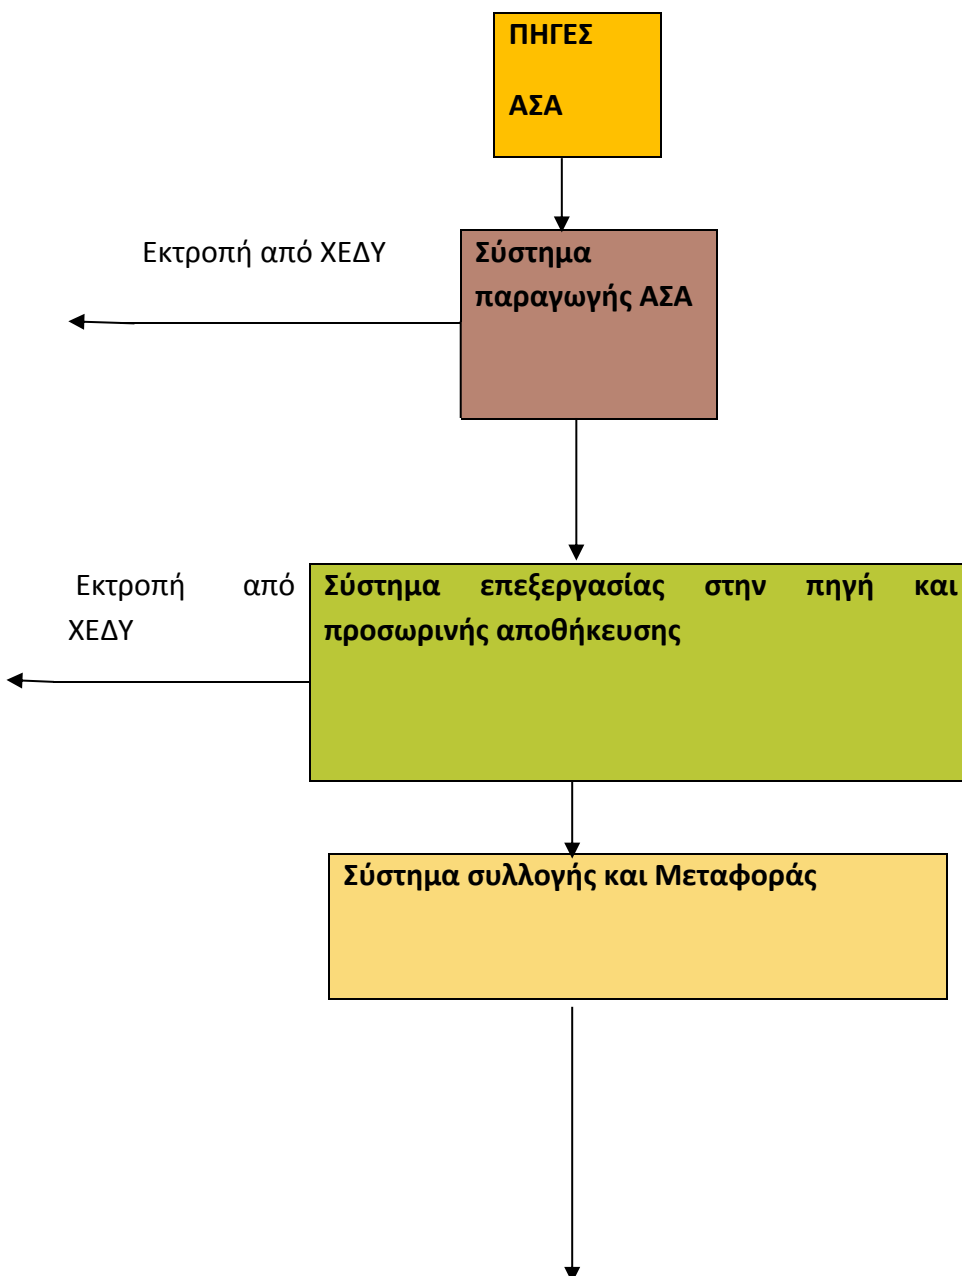 ΠΗΓΕΣ
ΑΣΑ
Εκτροπή από ΧΕΔΥ
Σύστημα
παραγωγής ΑΣΑ
Εκτροπή από
ΧΕΔΥ
Σύστημα επεξεργασίας στην πηγή και
προσωρινής αποθήκευσης
Σύστημα συλλογής και Μεταφοράς